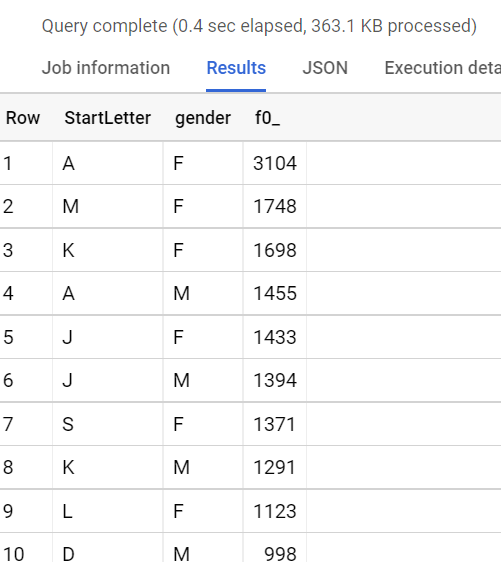 Query complete (0.4 sec elapsed, 363.1 KB processed)
Job information Results JSON Execution deta
Row StartLetter gender f0_
1 A F 3104
2 M F 1748
3 K F 1698
4 A M 1455
5 J F 1433
6 J M 1394
7 S F 1371
8 K M 1291
9 L F 1123
10 D M 998